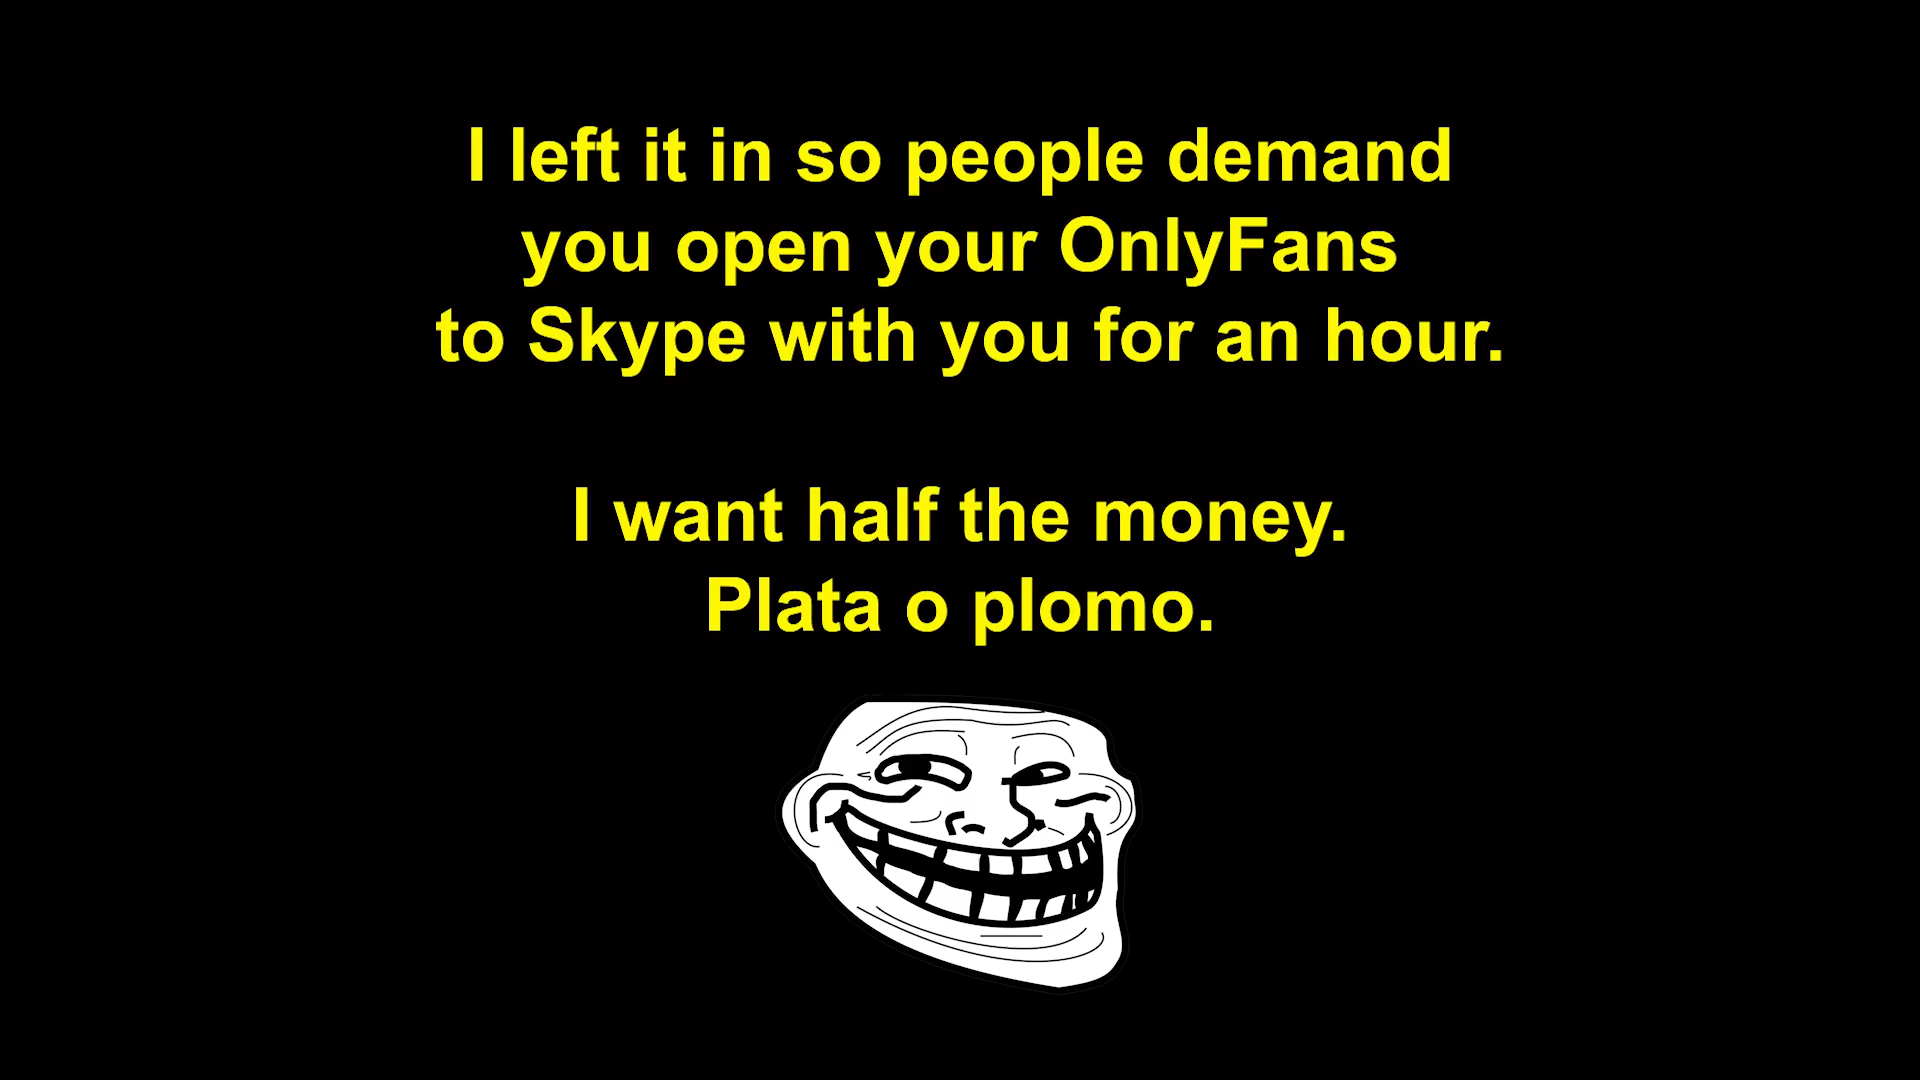 I left it in so people demand
you open your OnlyFans
to Skype with you for an hour.
I want half the money.
Plata o plomo.